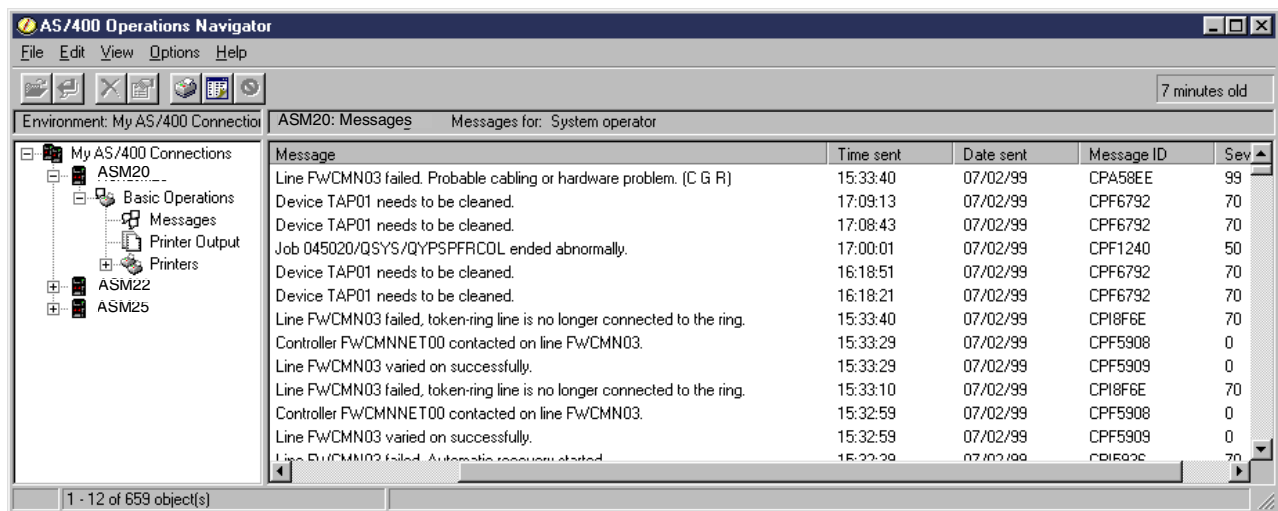 AS/400 Operations Navigator
File Edit View Options Help
7 minutes old
Environment: My AS/400 Connection
ASM20: Messages Messages for: System operator
My AS/400 Connections
ASM20
Basic Operations
Messages
Printer Output
Printers
ASM22
ASM25
Message Time sent Date sent Message ID Sev
Line FWCMN03 failed. Probable cabling or hardware problem. (C G R) 15:33:40 07/02/99 CPA58EE 99
Device TAP01 needs to be cleaned. 17:09:13 07/02/99 CPF6792 70
Device TAP01 needs to be cleaned. 17:08:43 07/02/99 CPF6792 70
Job 045020/QSYS/QYPSPFRCOL ended abnormally. 17:00:01 07/02/99 CPF1240 50
Device TAP01 needs to be cleaned. 16:18:51 07/02/99 CPF6792 70
Device TAP01 needs to be cleaned. 16:18:21 07/02/99 CPF6792 70
Line FWCMN03 failed, token-ring line is no longer connected to the ring. 15:33:40 07/02/99 CPI8F6E 70
Controller FWCMNNET00 contacted on line FWCMN03. 15:33:29 07/02/99 CPF5908 0
Line FWCMN03 varied on successfully. 15:33:29 07/02/99 CPF5909 0
Line FWCMN03 failed, token-ring line is no longer connected to the ring. 15:33:10 07/02/99 CPI8F6E 70
Controller FWCMNNET00 contacted on line FWCMN03. 15:32:59 07/02/99 CPF5908 0
Line FWCMN03 varied on successfully. 15:32:59 07/02/99 CPF5909 0
Line FWCMN03 failed. Automatic recovery started. 07/02/99 70
1 - 12 of 659 object(s)